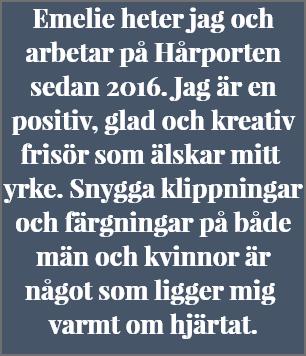 Emelie heter jag och
arbetar på Hårporten
sedan 2016. Jag är en
positiv, glad och kreativ
frisör som älskar mitt
yrke. Snygga klippningar
och färgningar på både
män och kvinnor är
något som ligger mig
varmt om hjärtat.